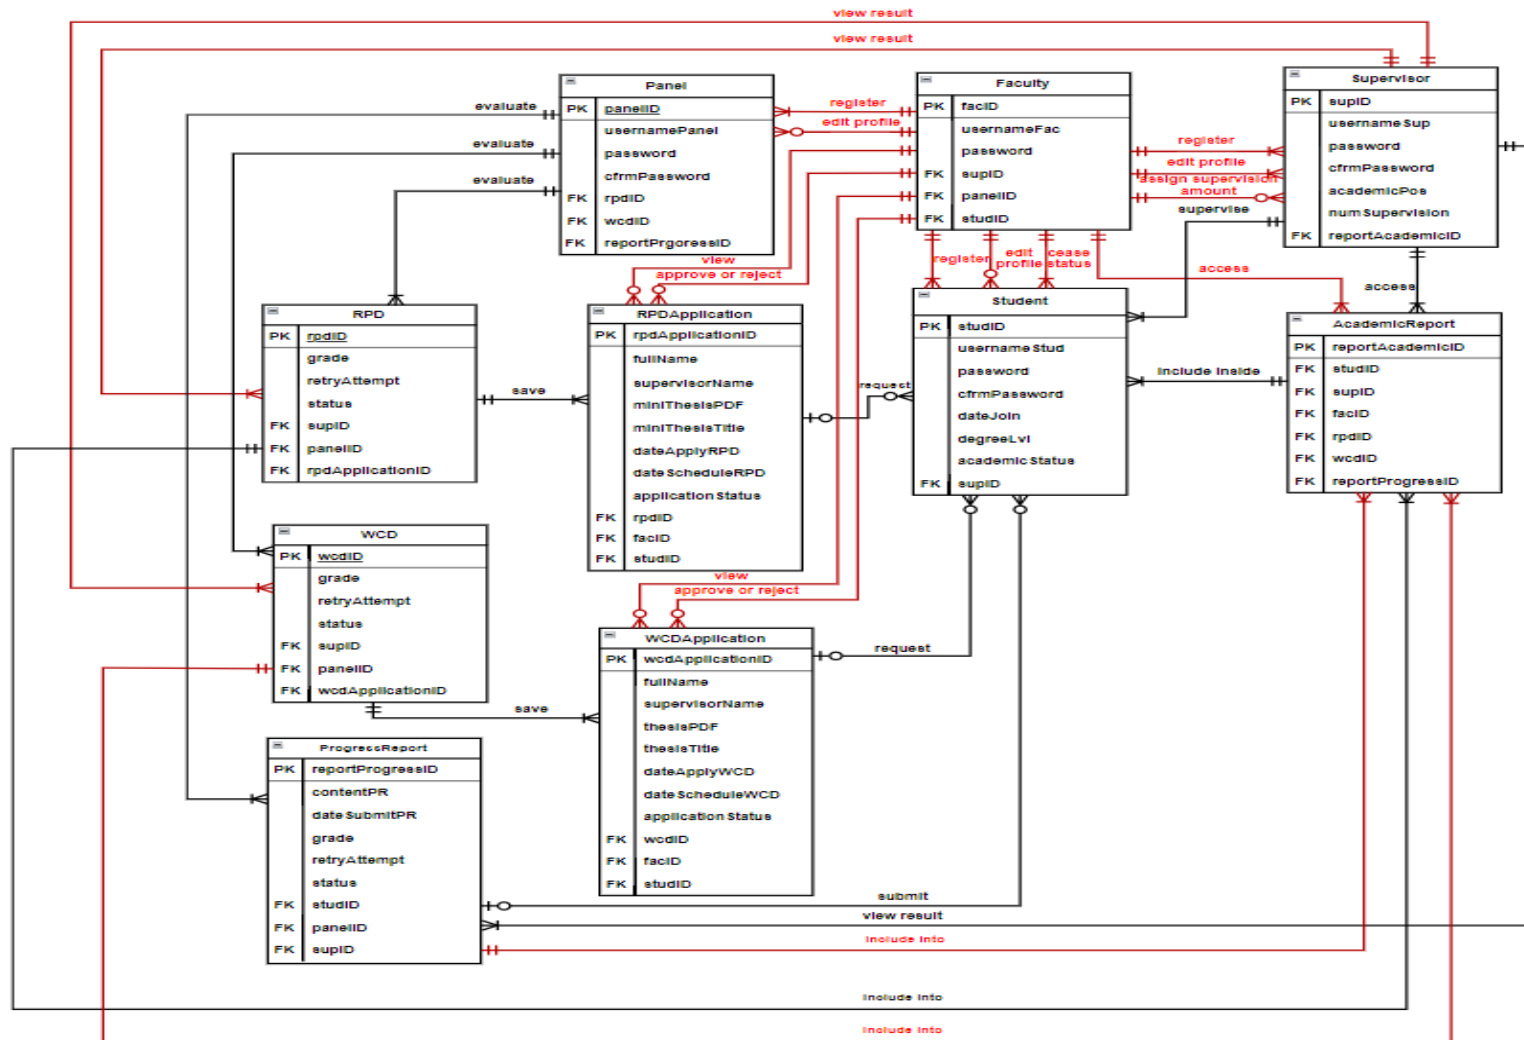 view result
view result
Panel
PK panelID
usernamePanel
password
cfrmPassword
FK rpdID
FK wcdID
FK reportPrgoressID
Faculty
PK facID
usernameFac
password
FK supID
FK panelID
FK studID
Supervisor
PK supID
usernameSup
password
cfrmPassword
academicPos
numSupervision
FK reportAcademicID
evaluate
evaluate
evaluate
register
edit profile
register
edit profile
assign supervision
amount
supervise
view
approve or reject
register
edit
profile
cease
status
access
access
RPD
PK rpdID
grade
retryAttempt
status
FK supID
FK panelID
FK rpdApplicationID
save
RPDApplication
PK rpdApplicationID
fullName
supervisorName
miniThesisPDF
miniThesisTitle
dateApplyRPD
dateScheduleRPD
applicationStatus
FK rpdID
FK facID
FK studID
request
Student
PK studID
usernameStud
password
cfrmPassword
dateJoin
degreeLvl
academicStatus
FK supID
include inside
AcademicReport
PK reportAcademicID
FK studID
FK supID
FK facID
FK rpdID
FK wcdID
FK reportProgressID
WCD
PK wcdID
grade
retryAttempt
status
FK supID
FK panelID
FK wcdApplicationID
save
view
approve or reject
WCDApplication
PK wcdApplicationID
fullName
supervisorName
thesisPDF
thesisTitle
dateApplyWCD
dateScheduleWCD
applicationStatus
FK wcdID
FK facID
FK studID
request
ProgressReport
PK reportProgressID
contentPR
dateSubmitPR
grade
retryAttempt
status
FK studID
FK panelID
FK supID
submit
view result
include into
include into
include into